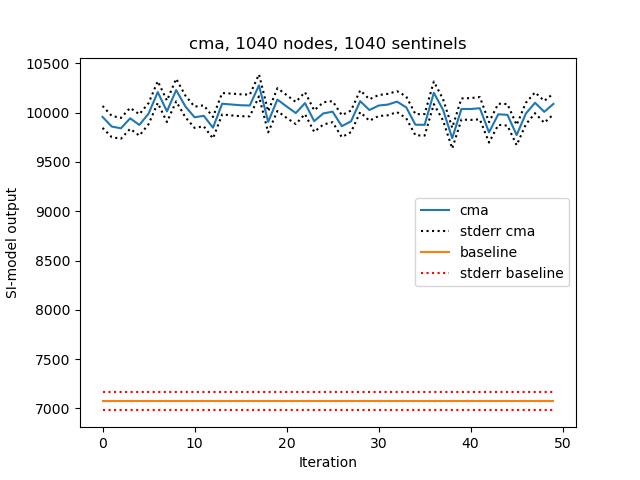 cma, 1040 nodes, 1040 sentinels
10500
10000
9500
9000
8500
8000
7500
7000
SI-model output
cma
stderr cma
baseline
stderr baseline
0 10 20 30 40 50
Iteration